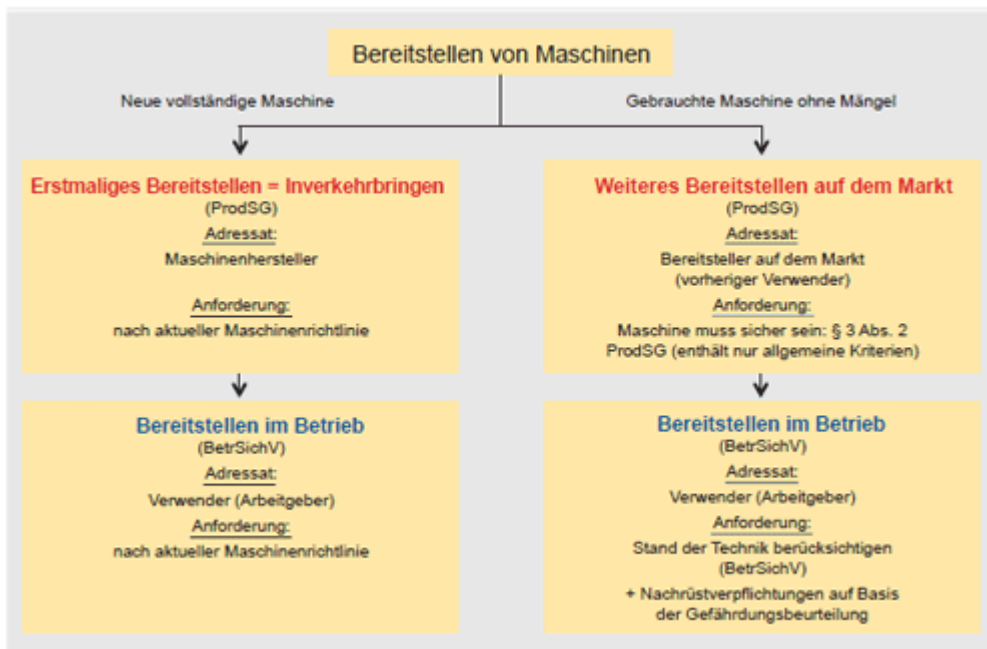 Bereitstellen von Maschinen
Neue vollständige Maschine
Gebrauchte Maschine ohne Mängel
Erstmaliges Bereitstellen = Inverkehrbringen
(ProdSG)
Adressat:
Maschinenhersteller
Anforderung:
nach aktueller Maschinenrichtlinie
Weiteres Bereitstellen auf dem Markt
(ProdSG)
Adressat:
Bereitsteller auf dem Markt
(vorheriger Verwender)
Anforderung:
Maschine muss sicher sein: § 3 Abs. 2
ProdSG (enthält nur allgemeine Kriterien)
Bereitstellen im Betrieb
(BetrSichV)
Adressat:
Verwender (Arbeitgeber)
Anforderung:
nach aktueller Maschinenrichtlinie
Bereitstellen im Betrieb
(BetrSichV)
Adressat:
Verwender (Arbeitgeber)
Anforderung:
Stand der Technik berücksichtigen
(BetrSichV)
+ Nachrüstverpflichtungen auf Basis
der Gefährdungsbeurteilung